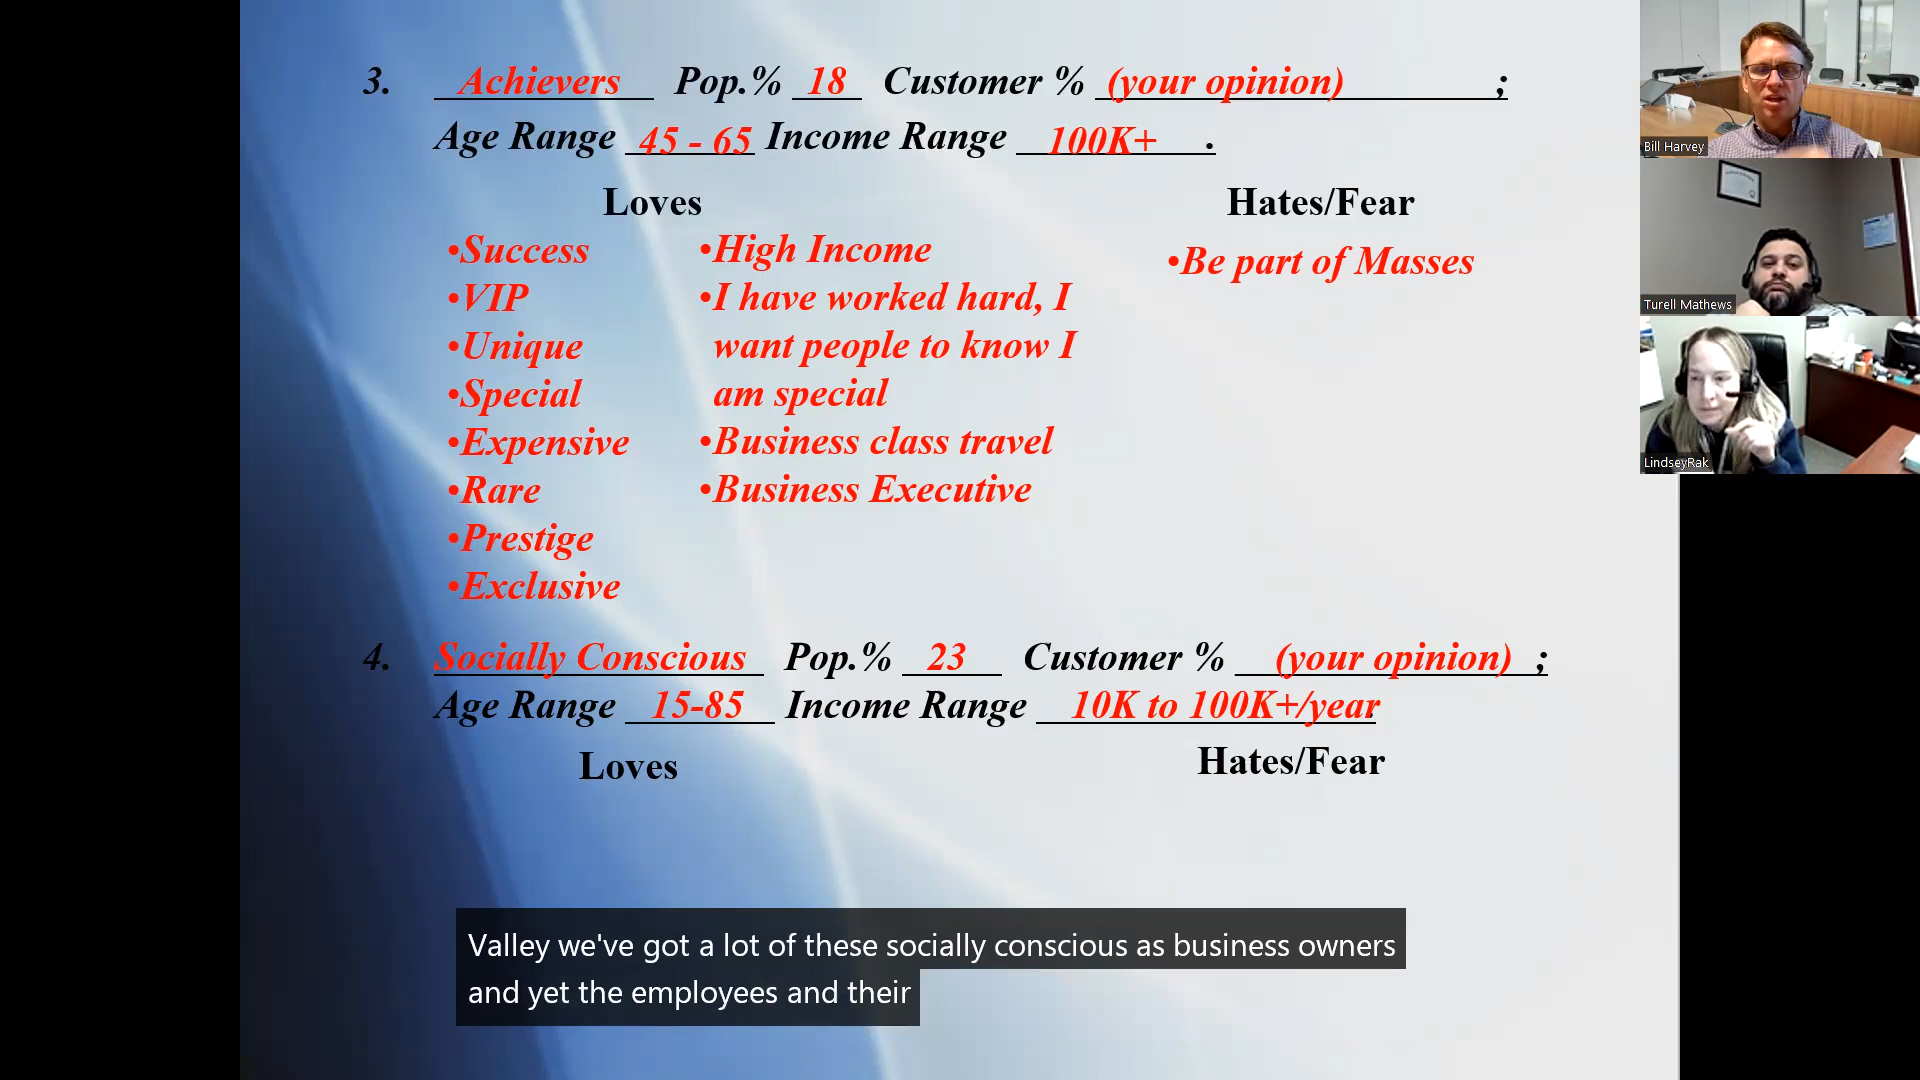 3. Achievers Pop.% 18 Customer % (your opinion) ;
Age Range 45 - 65 Income Range 100K+ .
Loves
Hates/Fear
•Success
•VIP
•Unique
•Special
•Expensive
•Rare
•Prestige
•Exclusive
•High Income
•I have worked hard, I
want people to know I
am special
•Business class travel
•Business Executive
•Be part of Masses
4. Socially Conscious Pop.% 23 Customer % (your opinion) ;
Age Range 15-85 Income Range 10K to 100K+/year .
Loves
Hates/Fear
Valley we've got a lot of these socially conscious as business owners
and yet the employees and their
Bill Harvey
Turell Mathews
LindseyRak